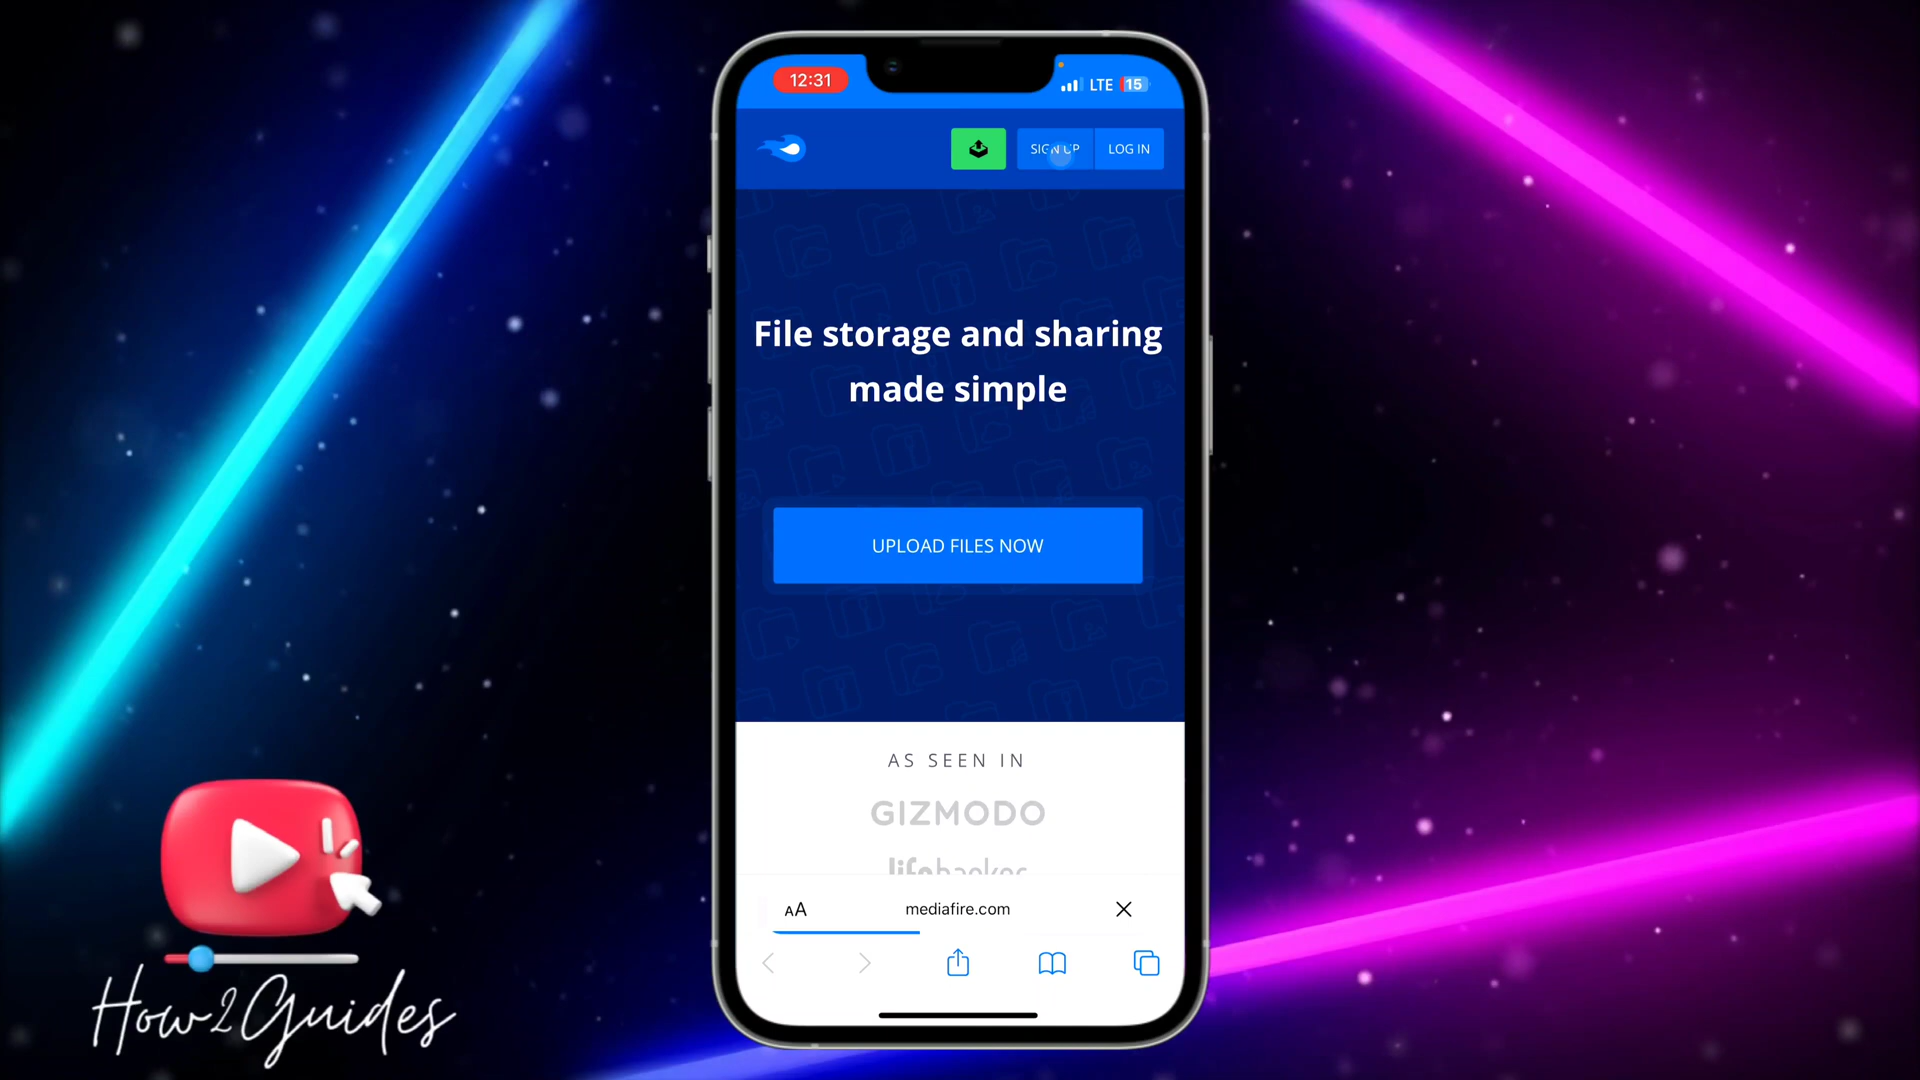 12:31
LTE 15
SIGN UP LOG IN
File storage and sharing
made simple
UPLOAD FILES NOW
AS SEEN IN
GIZMODO
lifehacker
AA mediafire.com
How2Guides